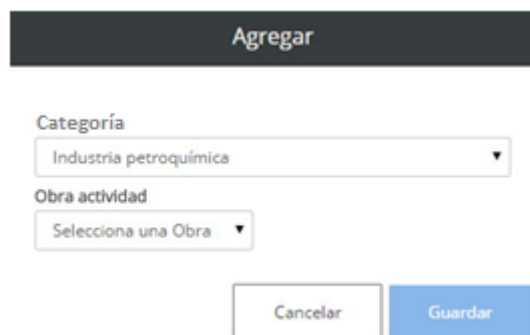 Agregar
Categoría
Industria petroquímica
Obra actividad
Selecciona una Obra
Cancelar Guardar